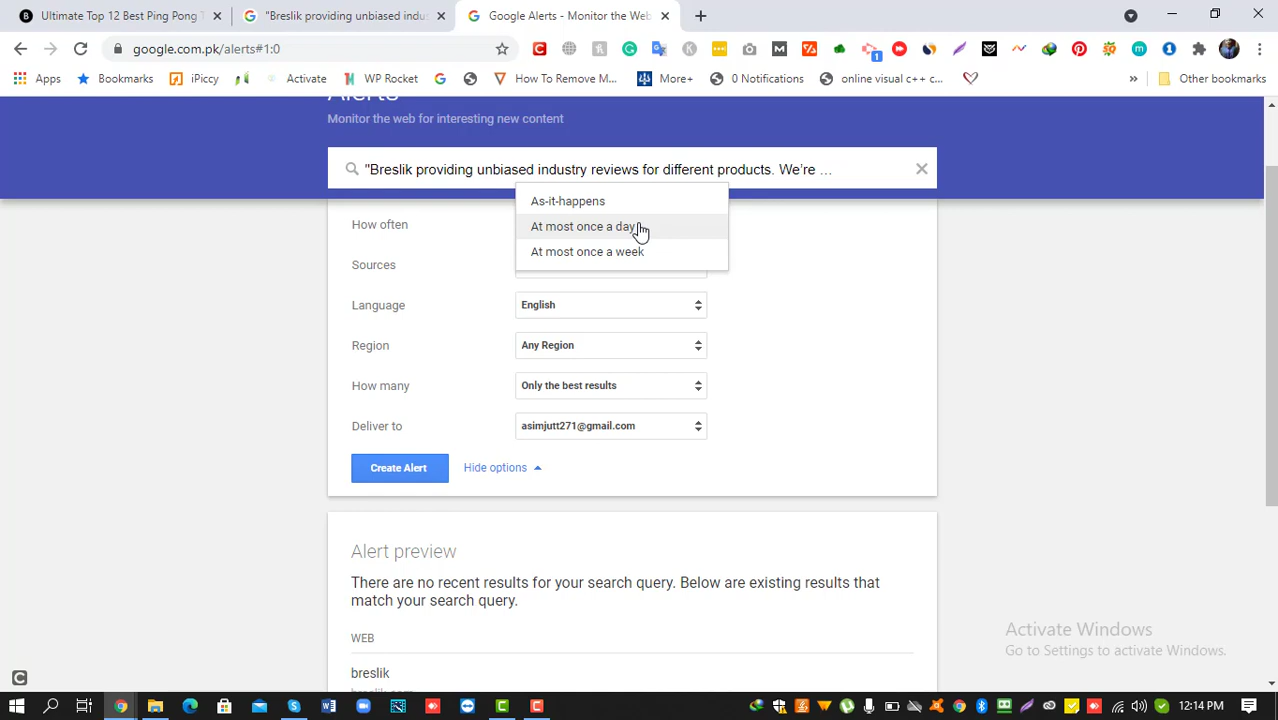 Ultimate Top 12 Best Ping Pong T
"Breslik providing unbiased indus
Google Alerts - Monitor the Web
google.com.pk/alerts#1:0
Apps
Bookmarks
iPiccy
Activate
WP Rocket
How To Remove M...
More+
0 Notifications
online visual c++ c...
Other bookmarks
Monitor the web for interesting new content
"Breslik providing unbiased industry reviews for different products. We're ...
As-it-happens
How often
At most once a day
At most once a week
Sources
Language
English
Region
Any Region
How many
Only the best results
Deliver to
asimjutt271@gmail.com
Create Alert
Hide options
Alert preview
There are no recent results for your search query. Below are existing results that
match your search query.
WEB
Activate Windows
Go to Settings to activate Windows.
breslik
12:14 PM